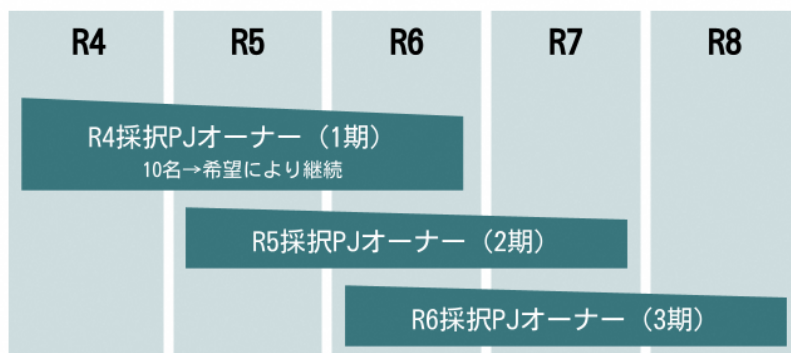 R4 R5 R6 R7 R8
R4採択PJオーナー（1期）
10名→希望により継続
R5採択PJオーナー（2期）
R6採択PJオーナー（3期）